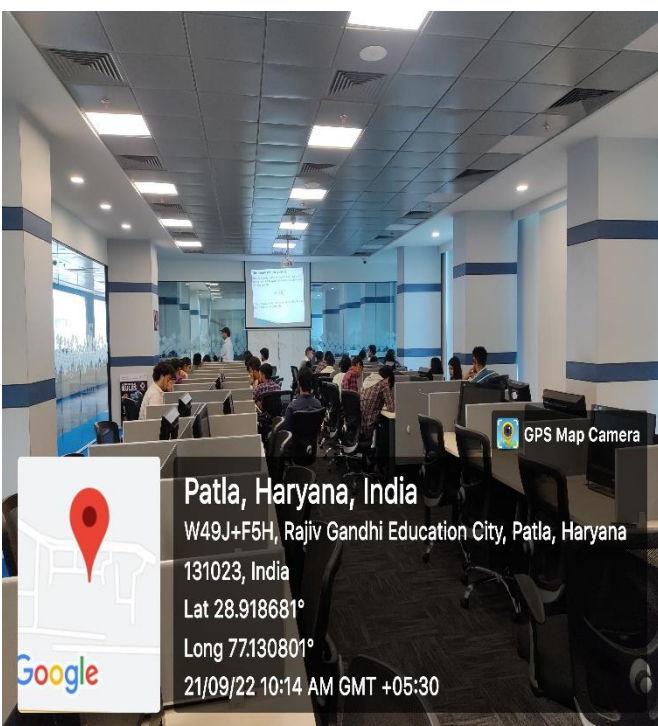 GPS Map Camera
Patla, Haryana, India
W49J+F5H, Rajiv Gandhi Education City, Patla, Haryana
131023, India
Lat 28.918681°
Long 77.130801°
21/09/22 10:14 AM GMT +05:30
Google